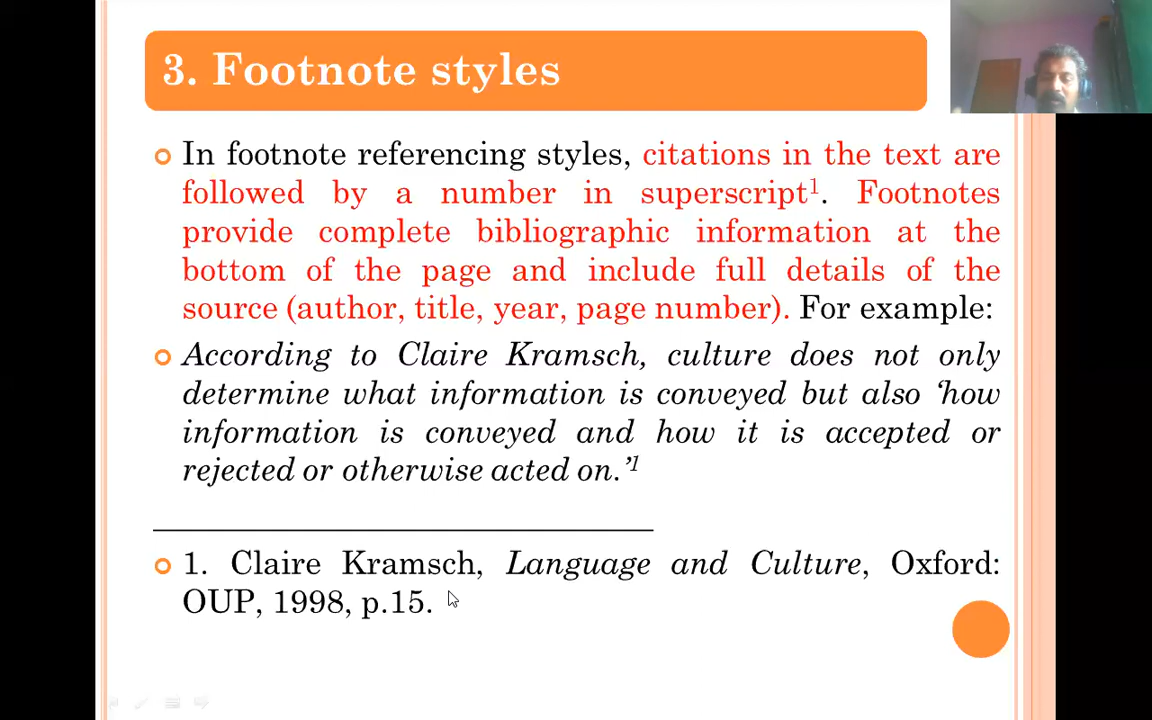 3. Footnote styles
In footnote referencing styles, citations in the text are
followed by a number in superscript¹. Footnotes
provide complete bibliographic information at the
bottom of the page and include full details of the
source (author, title, year, page number). For example:
According to Claire Kramsch, culture does not only
determine what information is conveyed but also ‘how
information is conveyed and how it is accepted or
rejected or otherwise acted on.’¹
1. Claire Kramsch, Language and Culture, Oxford:
OUP, 1998, p.15.